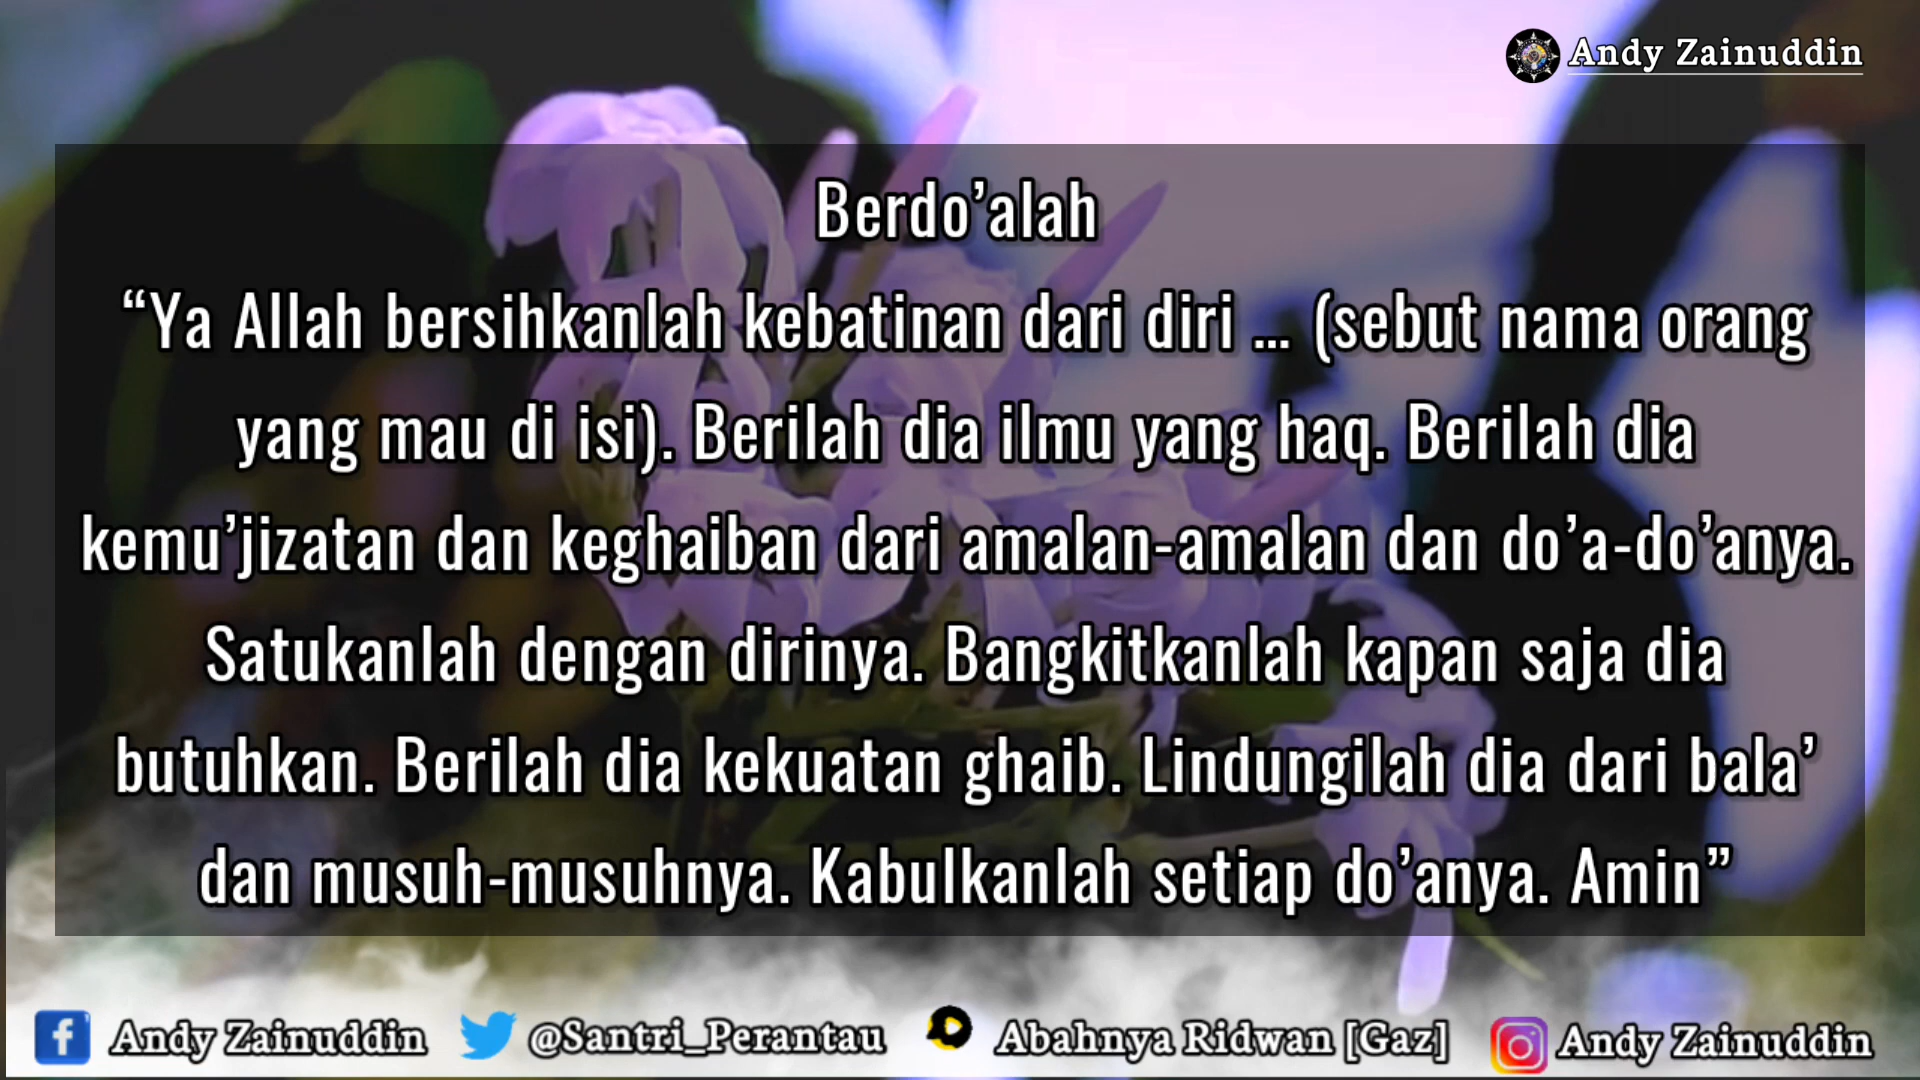 Andy Zainuddin
Berdo’alah
“Ya Allah bersihkanlah kebatinan dari diri ... (sebut nama orang
yang mau di isi). Berilah dia ilmu yang haq. Berilah dia
kemu’jizatan dan keghaiban dari amalan-amalan dan do’a-do’anya.
Satukanlah dengan dirinya. Bangkitkanlah kapan saja dia
butuhkan. Berilah dia kekuatan ghaib. Lindungilah dia dari bala’
dan musuh-musuhnya. Kabulkanlah setiap do’anya. Amin”
Andy Zainuddin @Santri_Perantau Abahnya Ridwan [Gaz] Andy Zainuddin